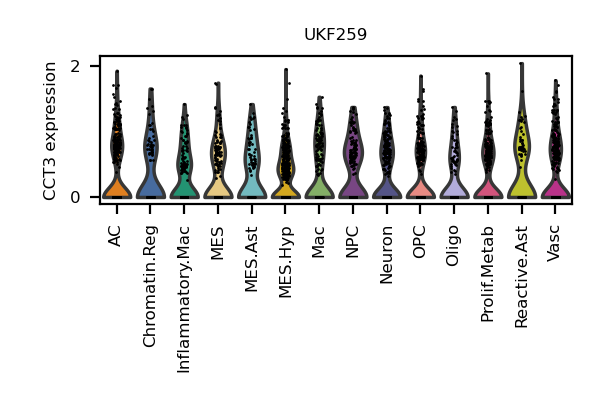 UKF259
CCT3 expression
2
0
AC
Chromatin.Reg
Inflammatory.Mac
MES
MES.Ast
MES.Hyp
Mac
NPC
Neuron
OPC
Oligo
Prolif.Metab
Reactive.Ast
Vasc